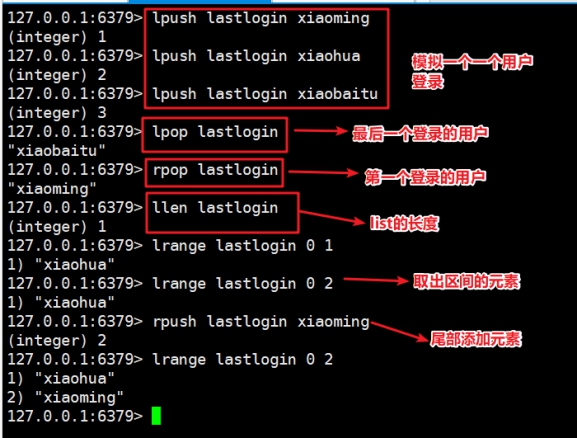 127.0.0.1:6379> lpush lastlogin xiaoming
(integer) 1
127.0.0.1:6379> lpush lastlogin xiaohua
(integer) 2
127.0.0.1:6379> lpush lastlogin xiaobaitu
(integer) 3
模拟一个一个用户
登录
127.0.0.1:6379> lpop lastlogin
最后一个登录的用户
"xiaobaitu"
127.0.0.1:6379> rpop lastlogin
第一个登录的用户
"xiaoming"
127.0.0.1:6379> llen lastlogin
list的长度
(integer) 1
127.0.0.1:6379> lrange lastlogin 0 1
1) "xiaohua"
127.0.0.1:6379> lrange lastlogin 0 2
取出区间的元素
1) "xiaohua"
127.0.0.1:6379> rpush lastlogin xiaoming
尾部添加元素
(integer) 2
127.0.0.1:6379> lrange lastlogin 0 2
1) "xiaohua"
2) "xiaoming"
127.0.0.1:6379>